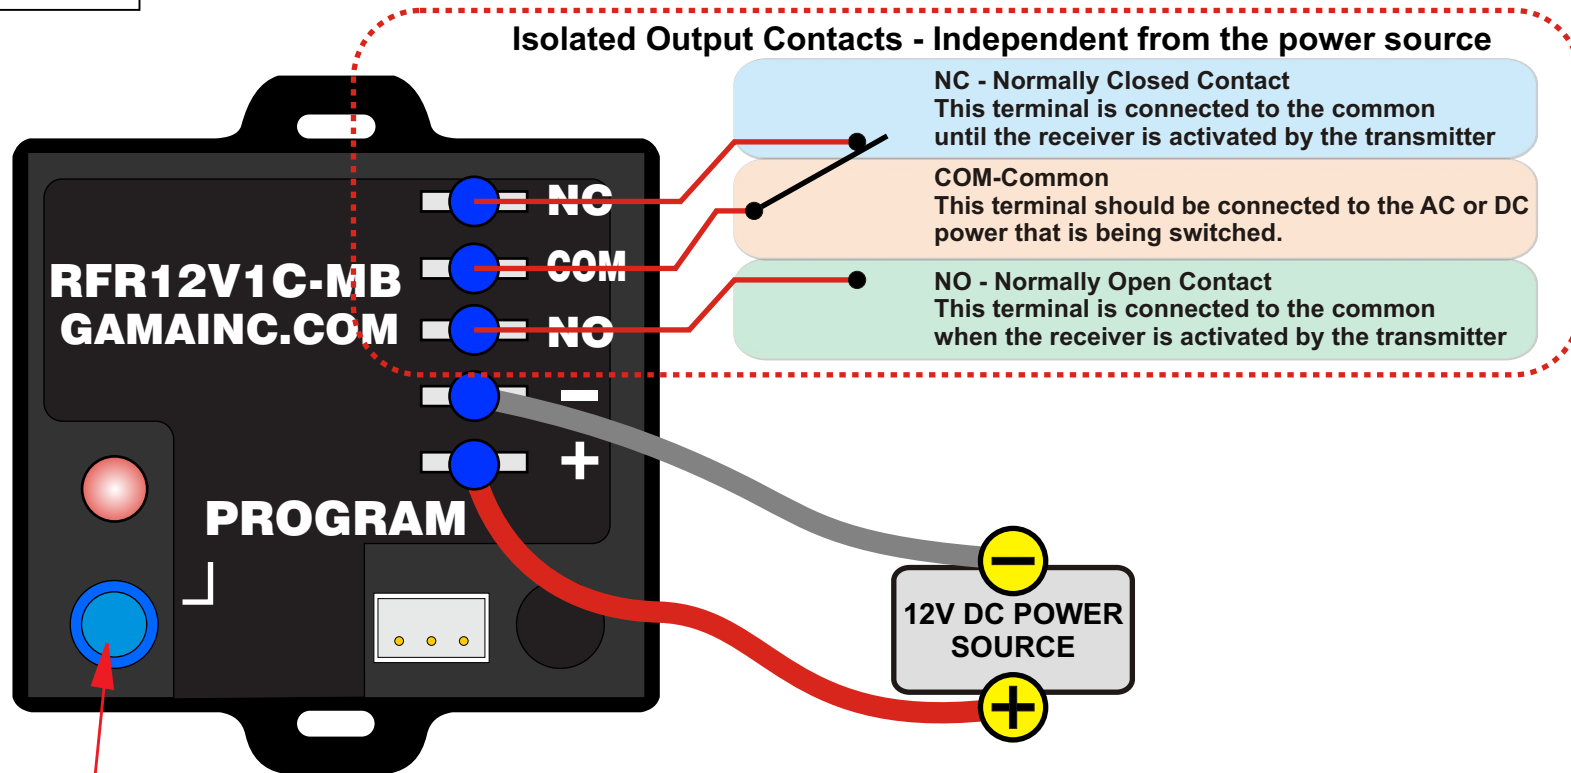 Isolated Output Contacts - Independent from the power source
NC - Normally Closed Contact
This terminal is connected to the common
until the receiver is activated by the transmitter
COM-Common
This terminal should be connected to the AC or DC
power that is being switched.
NO - Normally Open Contact
This terminal is connected to the common
when the receiver is activated by the transmitter
NC
COM
NO
-
+
RFR12V1C-MB
GAMAINC.COM
PROGRAM
-
12V DC POWER
SOURCE
+